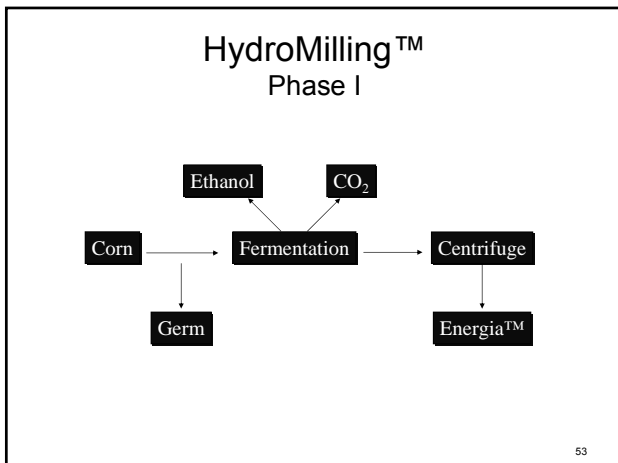 HydroMilling™
Phase I
Ethanol
CO₂
Corn
Fermentation
Centrifuge
Germ
Energia™
53